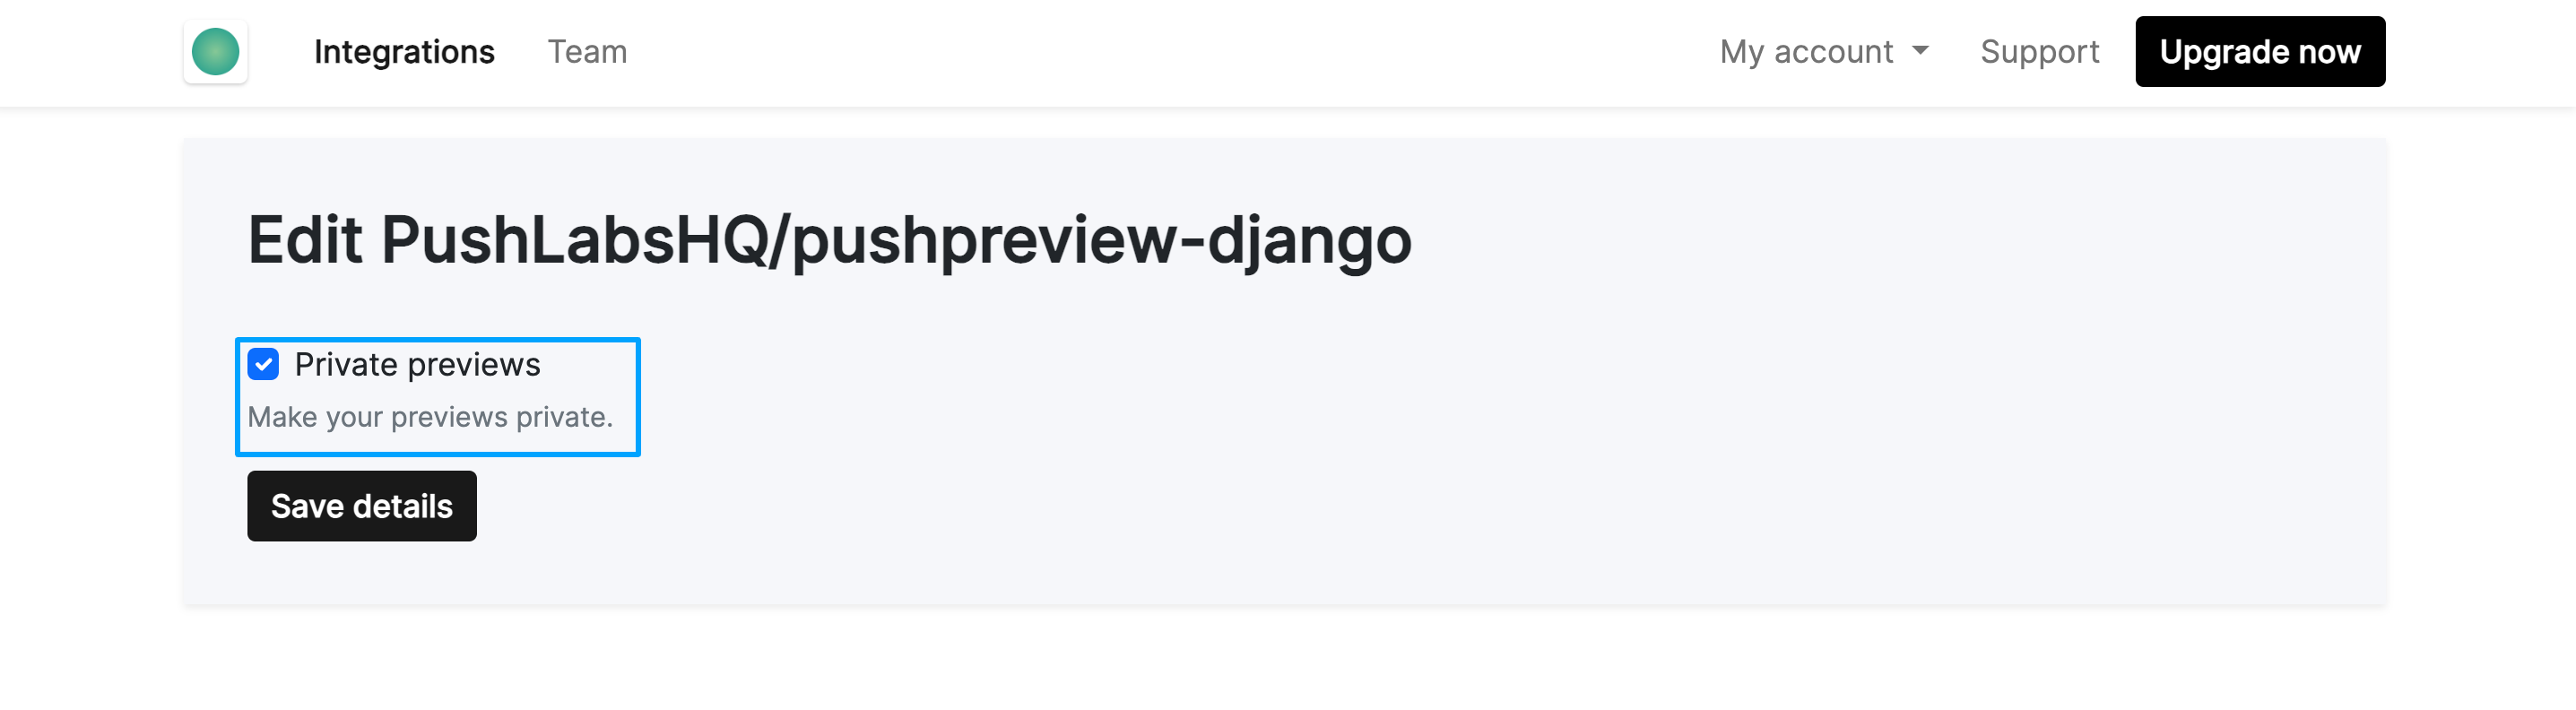 Integrations Team My account Support Upgrade now
Edit PushLabsHQ/pushpreview-django
Private previews
Make your previews private.
Save details